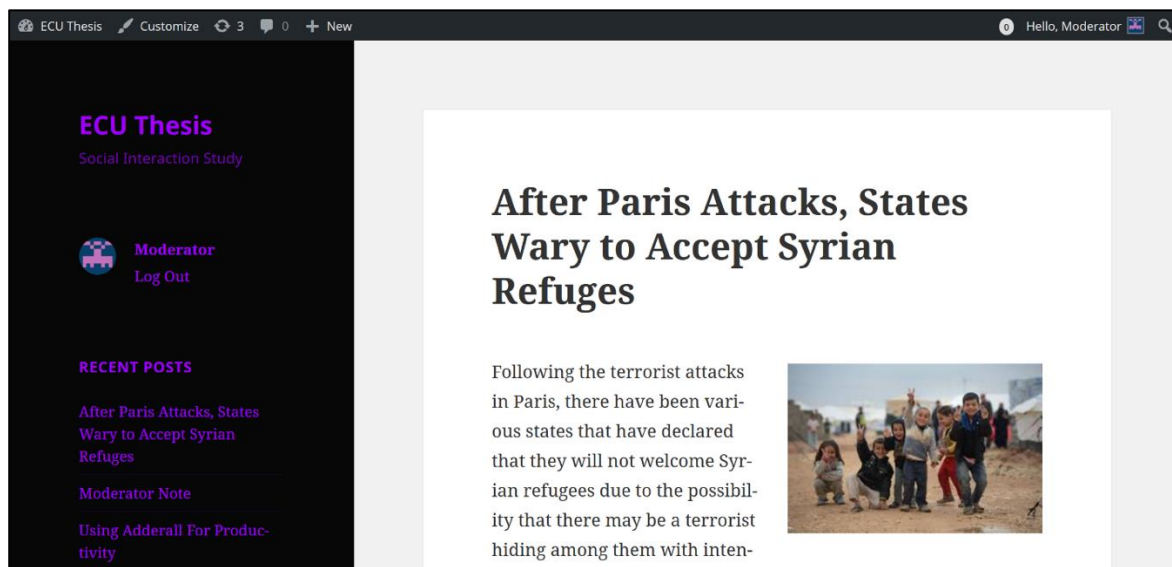 ECU Thesis Customize 3 0 New 0 Hello, Moderator
ECU Thesis
Social Interaction Study
Moderator
Log Out
RECENT POSTS
After Paris Attacks, States
Wary to Accept Syrian
Refuges
Moderator Note
Using Adderall For Produc-
tivity
After Paris Attacks, States
Wary to Accept Syrian
Refuges
Following the terrorist attacks
in Paris, there have been vari-
ous states that have declared
that they will not welcome Syr-
ian refugees due to the possibil-
ity that there may be a terrorist
hiding among them with inten-